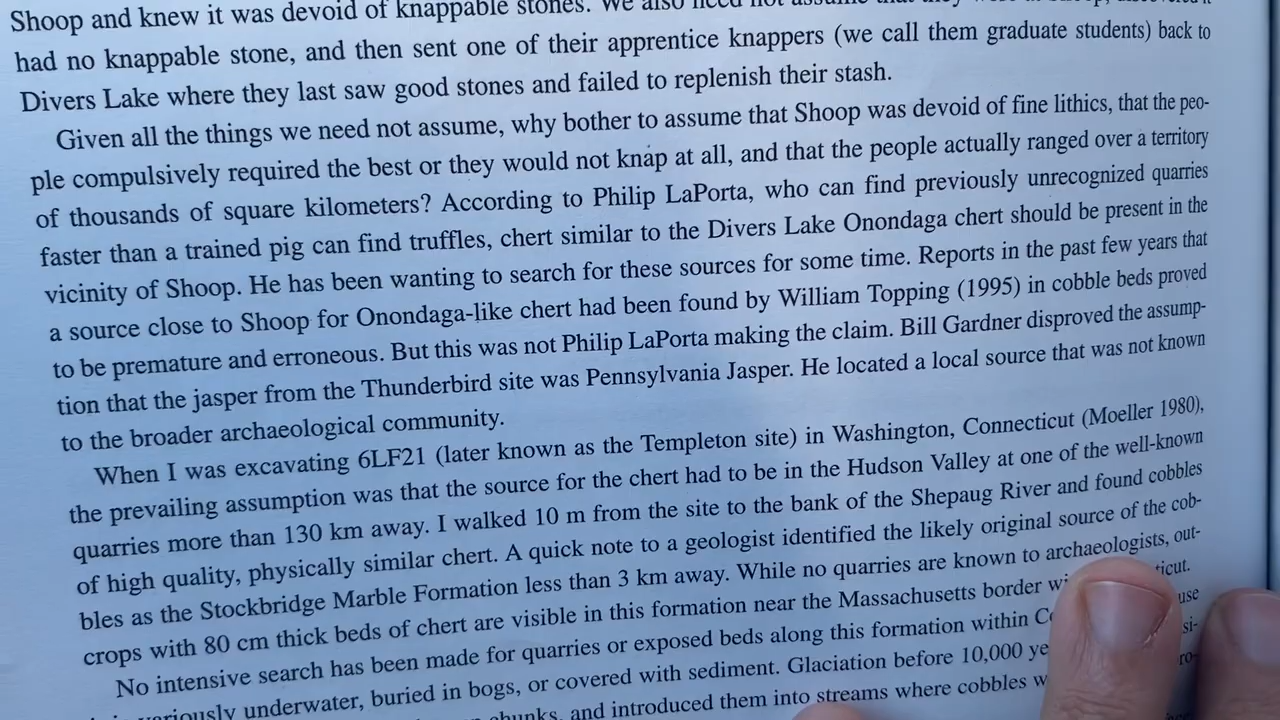 Shoop and knew it was devoid of knappable stones. We also need not assume that they were in Shoop, discovered it
had no knappable stone, and then sent one of their apprentice knappers (we call them graduate students) back to
Divers Lake where they last saw good stones and failed to replenish their stash.
Given all the things we need not assume, why bother to assume that Shoop was devoid of fine lithics, that the peo-
ple compulsively required the best or they would not knap at all, and that the people actually ranged over a territory
of thousands of square kilometers? According to Philip LaPorta, who can find previously unrecognized quarries
faster than a trained pig can find truffles, chert similar to the Divers Lake Onondaga chert should be present in the
vicinity of Shoop. He has been wanting to search for these sources for some time. Reports in the past few years that
a source close to Shoop for Onondaga-like chert had been found by William Topping (1995) in cobble beds proved
to be premature and erroneous. But this was not Philip LaPorta making the claim. Bill Gardner disproved the assump-
tion that the jasper from the Thunderbird site was Pennsylvania Jasper. He located a local source that was not known
to the broader archaeological community.
When I was excavating 6LF21 (later known as the Templeton site) in Washington, Connecticut (Moeller 1980),
the prevailing assumption was that the source for the chert had to be in the Hudson Valley at one of the well-known
quarries more than 130 km away. I walked 10 m from the site to the bank of the Shepaug River and found cobbles
of high quality, physically similar chert. A quick note to a geologist identified the likely original source of the cob-
bles as the Stockbridge Marble Formation less than 3 km away. While no quarries are known to archaeologists, out-
crops with 80 cm thick beds of chert are visible in this formation near the Massachusetts border ticut.
No intensive search has been made for quarries or exposed beds along this formation within use
underwater, buried in bogs, or covered with sediment. Glaciation before 10,000 si-
chunks, and introduced them into streams where cobbles ro-